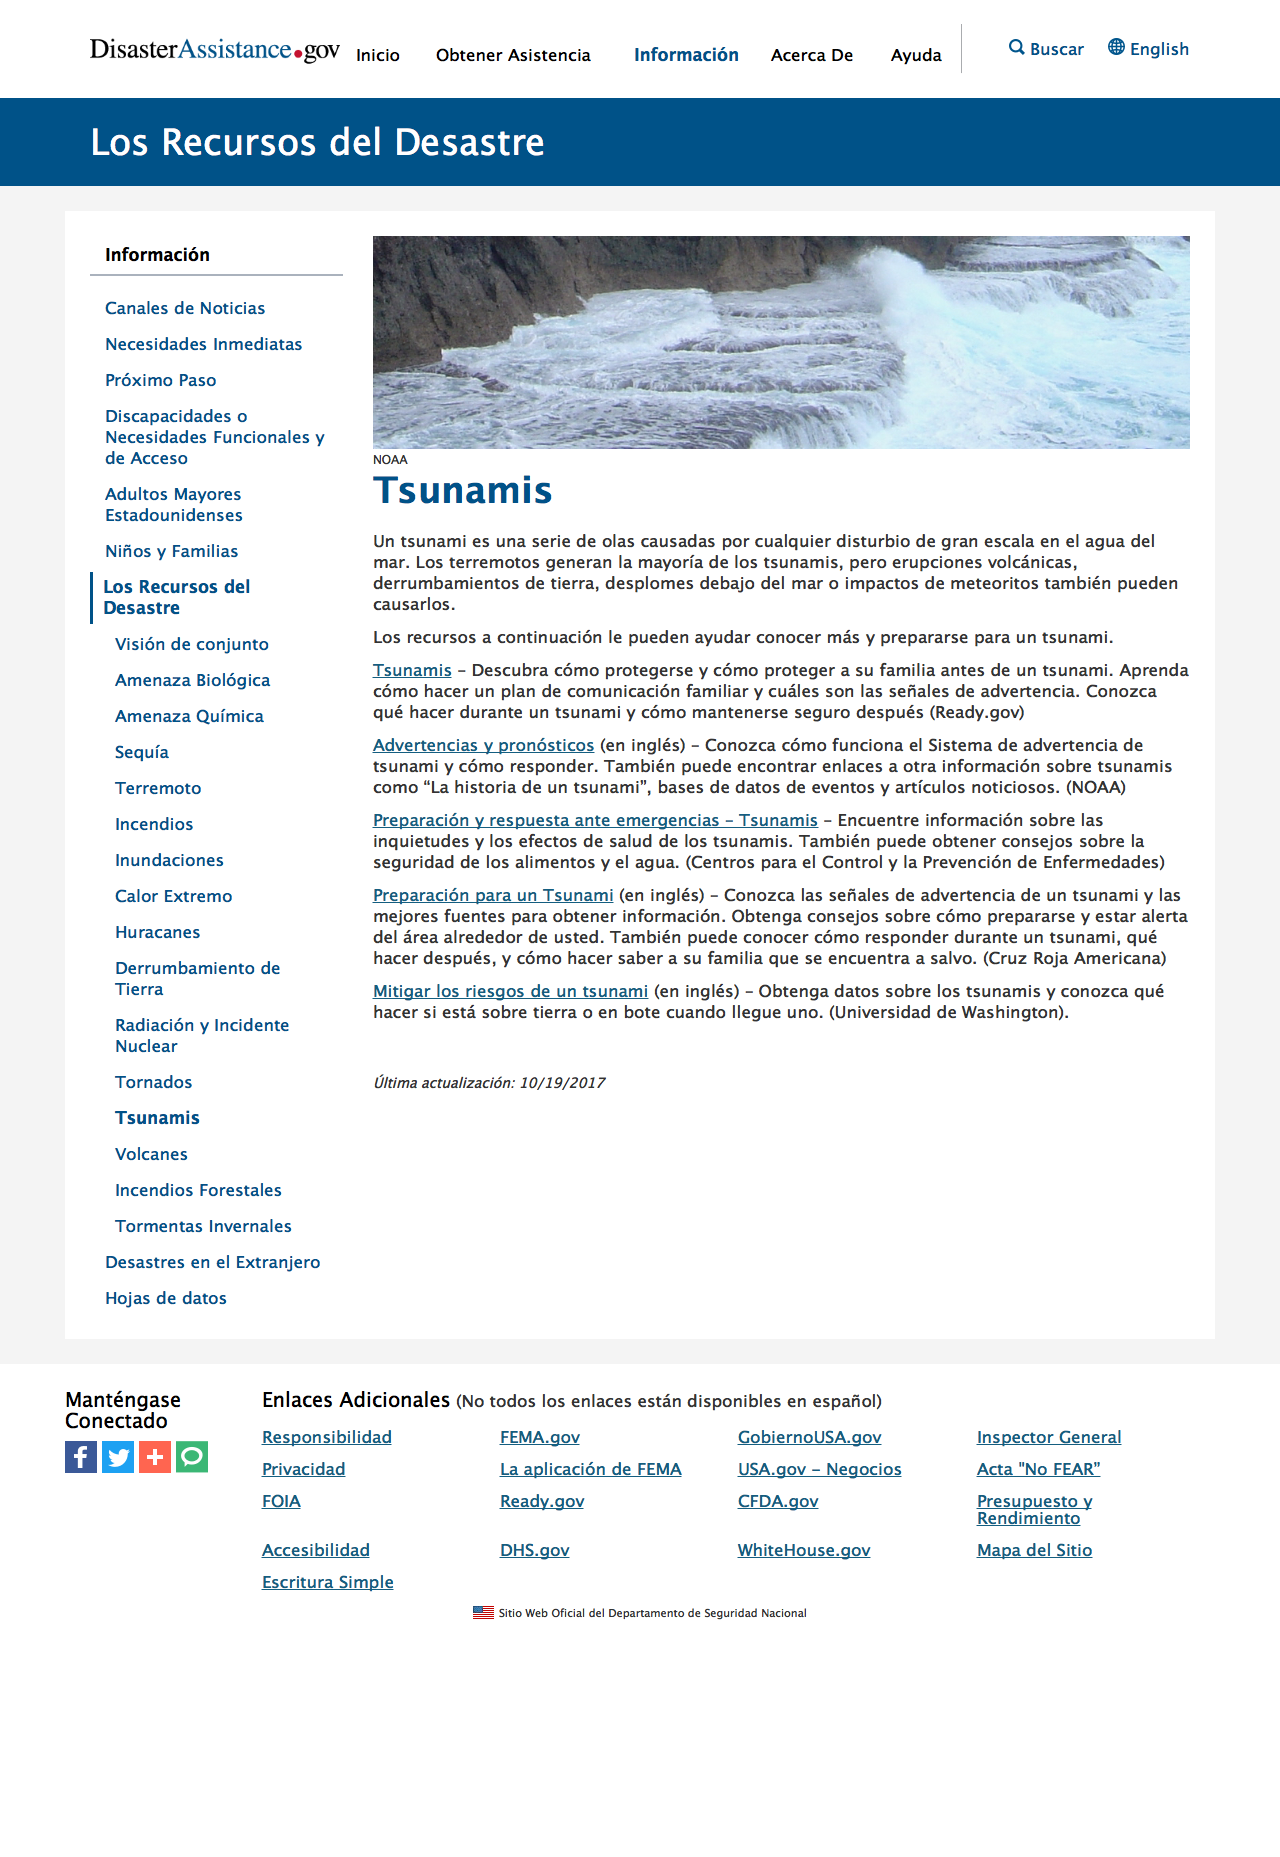 DisasterAssistance.gov
Inicio
Obtener Asistencia
Información
Acerca De
Ayuda
Buscar
English
Los Recursos del Desastre
Información
Canales de Noticias
Necesidades Inmediatas
Próximo Paso
Discapacidades o
Necesidades Funcionales y
de Acceso
Adultos Mayores
Estadounidenses
Niños y Familias
Los Recursos del
Desastre
Visión de conjunto
Amenaza Biológica
Amenaza Química
Sequía
Terremoto
Incendios
Inundaciones
Calor Extremo
Huracanes
Derrumbamiento de
Tierra
Radiación y Incidente
Nuclear
Tornados
Tsunamis
Volcanes
Incendios Forestales
Tormentas Invernales
Desastres en el Extranjero
Hojas de datos
NOAA
Tsunamis
Un tsunami es una serie de olas causadas por cualquier disturbio de gran escala en el agua del
mar. Los terremotos generan la mayoría de los tsunamis, pero erupciones volcánicas,
derrumbamientos de tierra, desplomes debajo del mar o impactos de meteoritos también pueden
causarlos.
Los recursos a continuación le pueden ayudar conocer más y prepararse para un tsunami.
Tsunamis – Descubra cómo protegerse y cómo proteger a su familia antes de un tsunami. Aprenda
cómo hacer un plan de comunicación familiar y cuáles son las señales de advertencia. Conozca
qué hacer durante un tsunami y cómo mantenerse seguro después (Ready.gov)
Advertencias y pronósticos (en inglés) – Conozca cómo funciona el Sistema de advertencia de
tsunami y cómo responder. También puede encontrar enlaces a otra información sobre tsunamis
como “La historia de un tsunami”, bases de datos de eventos y artículos noticiosos. (NOAA)
Preparación y respuesta ante emergencias – Tsunamis – Encuentre información sobre las
inquietudes y los efectos de salud de los tsunamis. También puede obtener consejos sobre la
seguridad de los alimentos y el agua. (Centros para el Control y la Prevención de Enfermedades)
Preparación para un Tsunami (en inglés) – Conozca las señales de advertencia de un tsunami y las
mejores fuentes para obtener información. Obtenga consejos sobre cómo prepararse y estar alerta
del área alrededor de usted. También puede conocer cómo responder durante un tsunami, qué
hacer después, y cómo hacer saber a su familia que se encuentra a salvo. (Cruz Roja Americana)
Mitigar los riesgos de un tsunami (en inglés) – Obtenga datos sobre los tsunamis y conozca qué
hacer si está sobre tierra o en bote cuando llegue uno. (Universidad de Washington).
Última actualización: 10/19/2017
Manténgase
Conectado
Enlaces Adicionales (No todos los enlaces están disponibles en español)
Responsibilidad
FEMA.gov
GobiernoUSA.gov
Inspector General
Privacidad
La aplicación de FEMA
USA.gov – Negocios
Acta "No FEAR”
FOIA
Ready.gov
CFDA.gov
Presupuesto y
Rendimiento
Accesibilidad
DHS.gov
WhiteHouse.gov
Mapa del Sitio
Escritura Simple
Sitio Web Oficial del Departamento de Seguridad Nacional